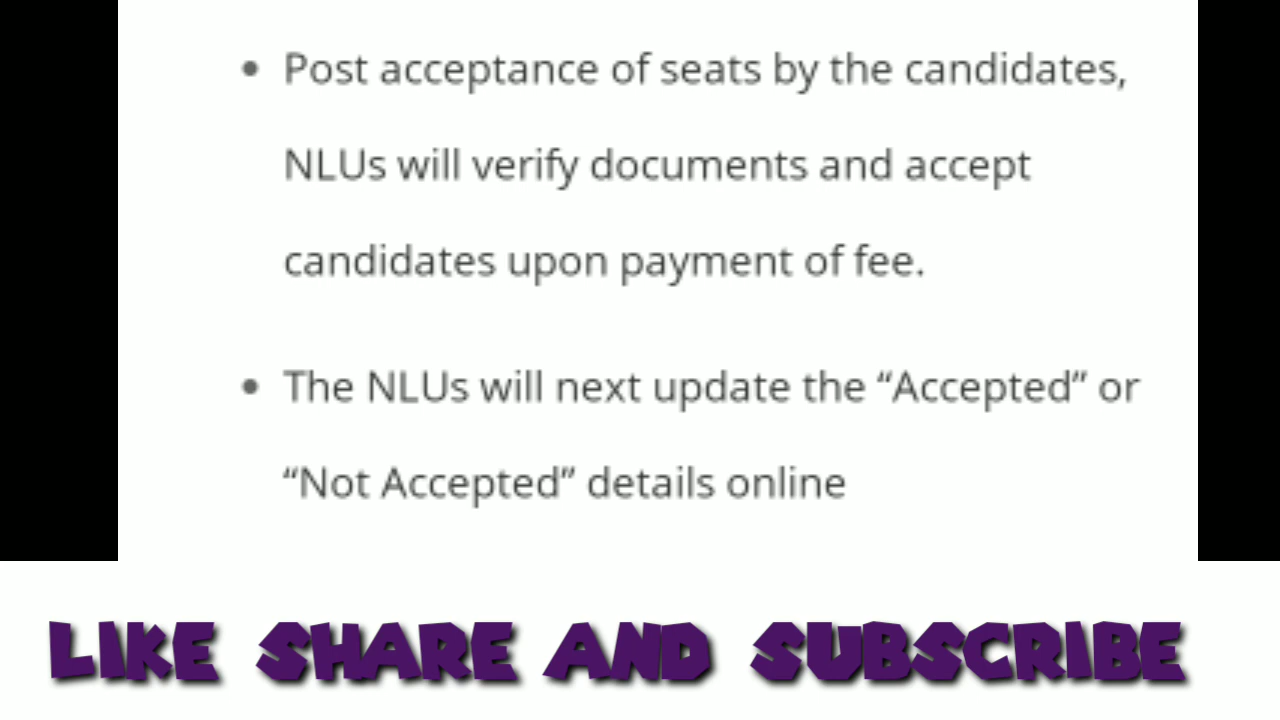 • Post acceptance of seats by the candidates,
NLUs will verify documents and accept
candidates upon payment of fee.
• The NLUs will next update the “Accepted” or
“Not Accepted” details online
LIKE SHARE AND SUBSCRIBE